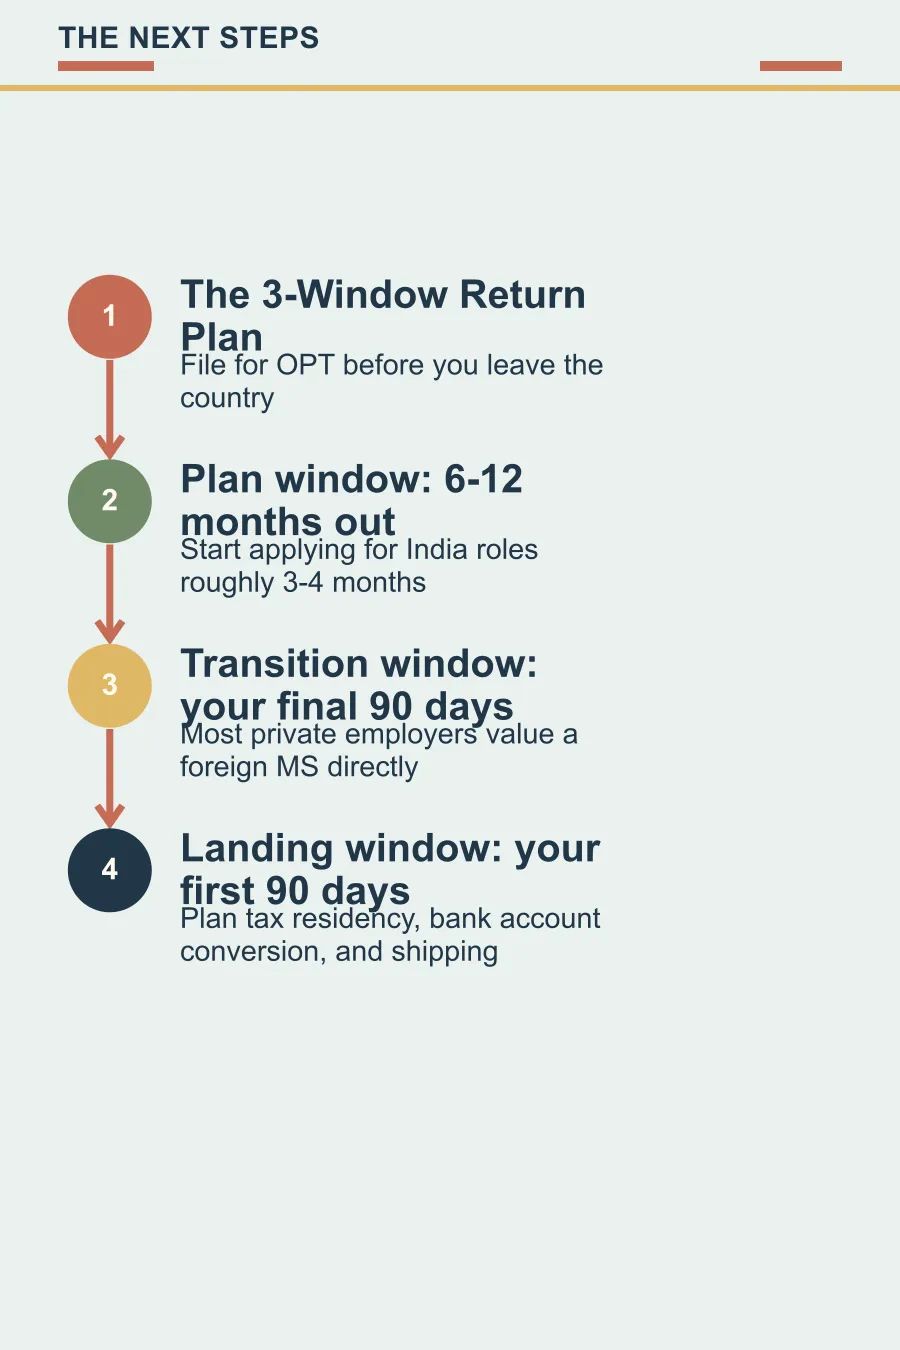 THE NEXT STEPS
1
The 3-Window Return
Plan
File for OPT before you leave the
country
2
Plan window: 6-12
months out
Start applying for India roles
roughly 3-4 months
3
Transition window:
your final 90 days
Most private employers value a
foreign MS directly
4
Landing window: your
first 90 days
Plan tax residency, bank account
conversion, and shipping